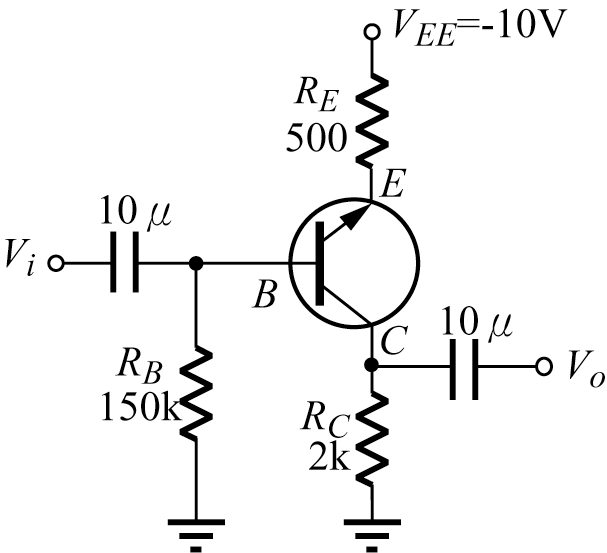 V_EE=-10V
R_E
500
E
10 μ
V_i
B
10 μ
C
V_o
R_B
150k
R_C
2k